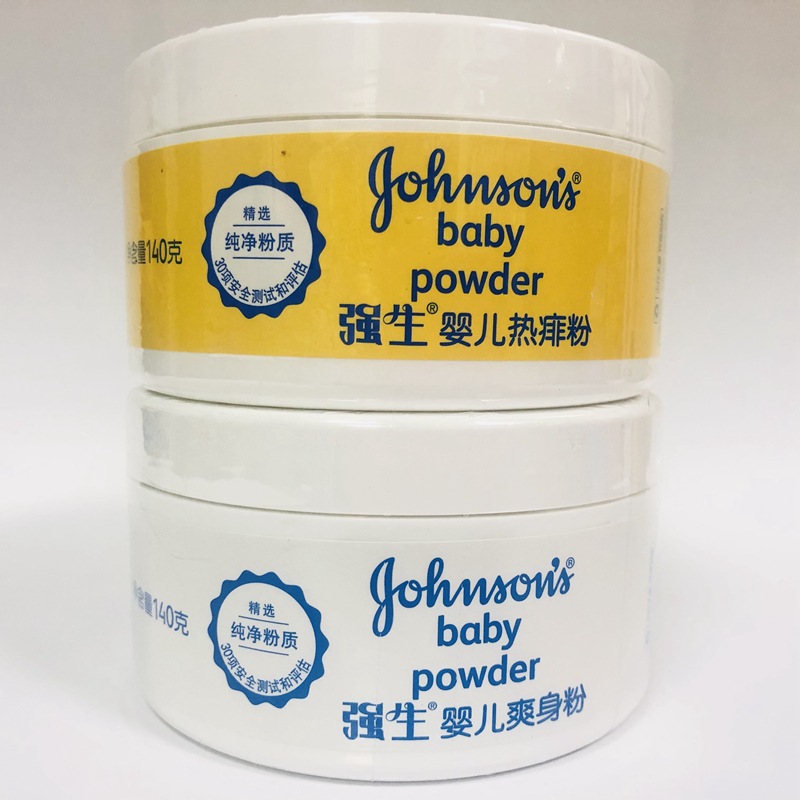 Johnson's®
baby
powder
强生®婴儿热痱粉
精选
纯净粉质
30项安全测试和评估
含量140克
Johnson's®
baby
powder
强生®婴儿爽身粉
精选
纯净粉质
30项安全测试和评估
含量140克